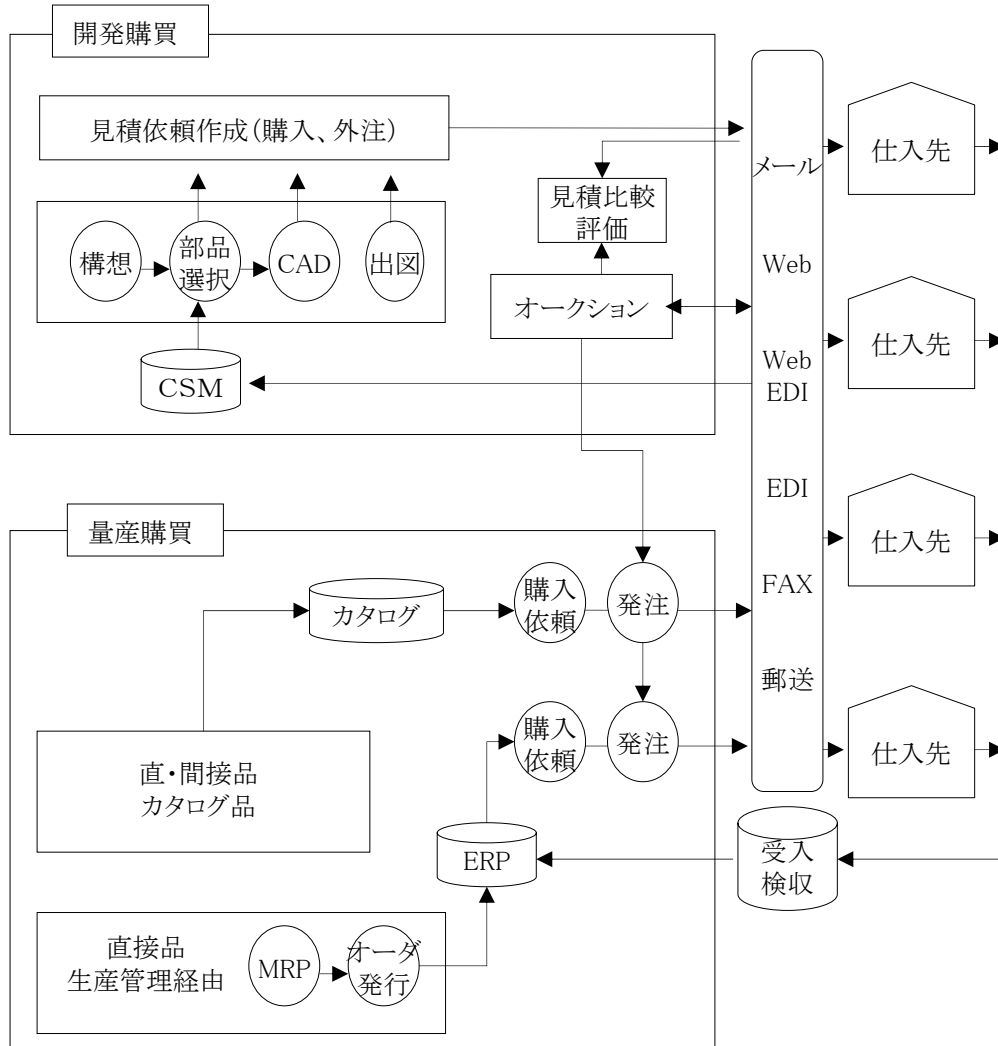 開発購買
見積依頼作成(購入、外注)
構想
部品
選択
CAD
出図
CSM
見積比較
評価
オークション
メール
Web
Web
EDI
EDI
FAX
郵送
仕入先
仕入先
仕入先
仕入先
量産購買
カタログ
購入
依頼
発注
購入
依頼
発注
直・間接品
カタログ品
ERP
受入
検収
直接品
生産管理経由
MRP
オーダ
発行